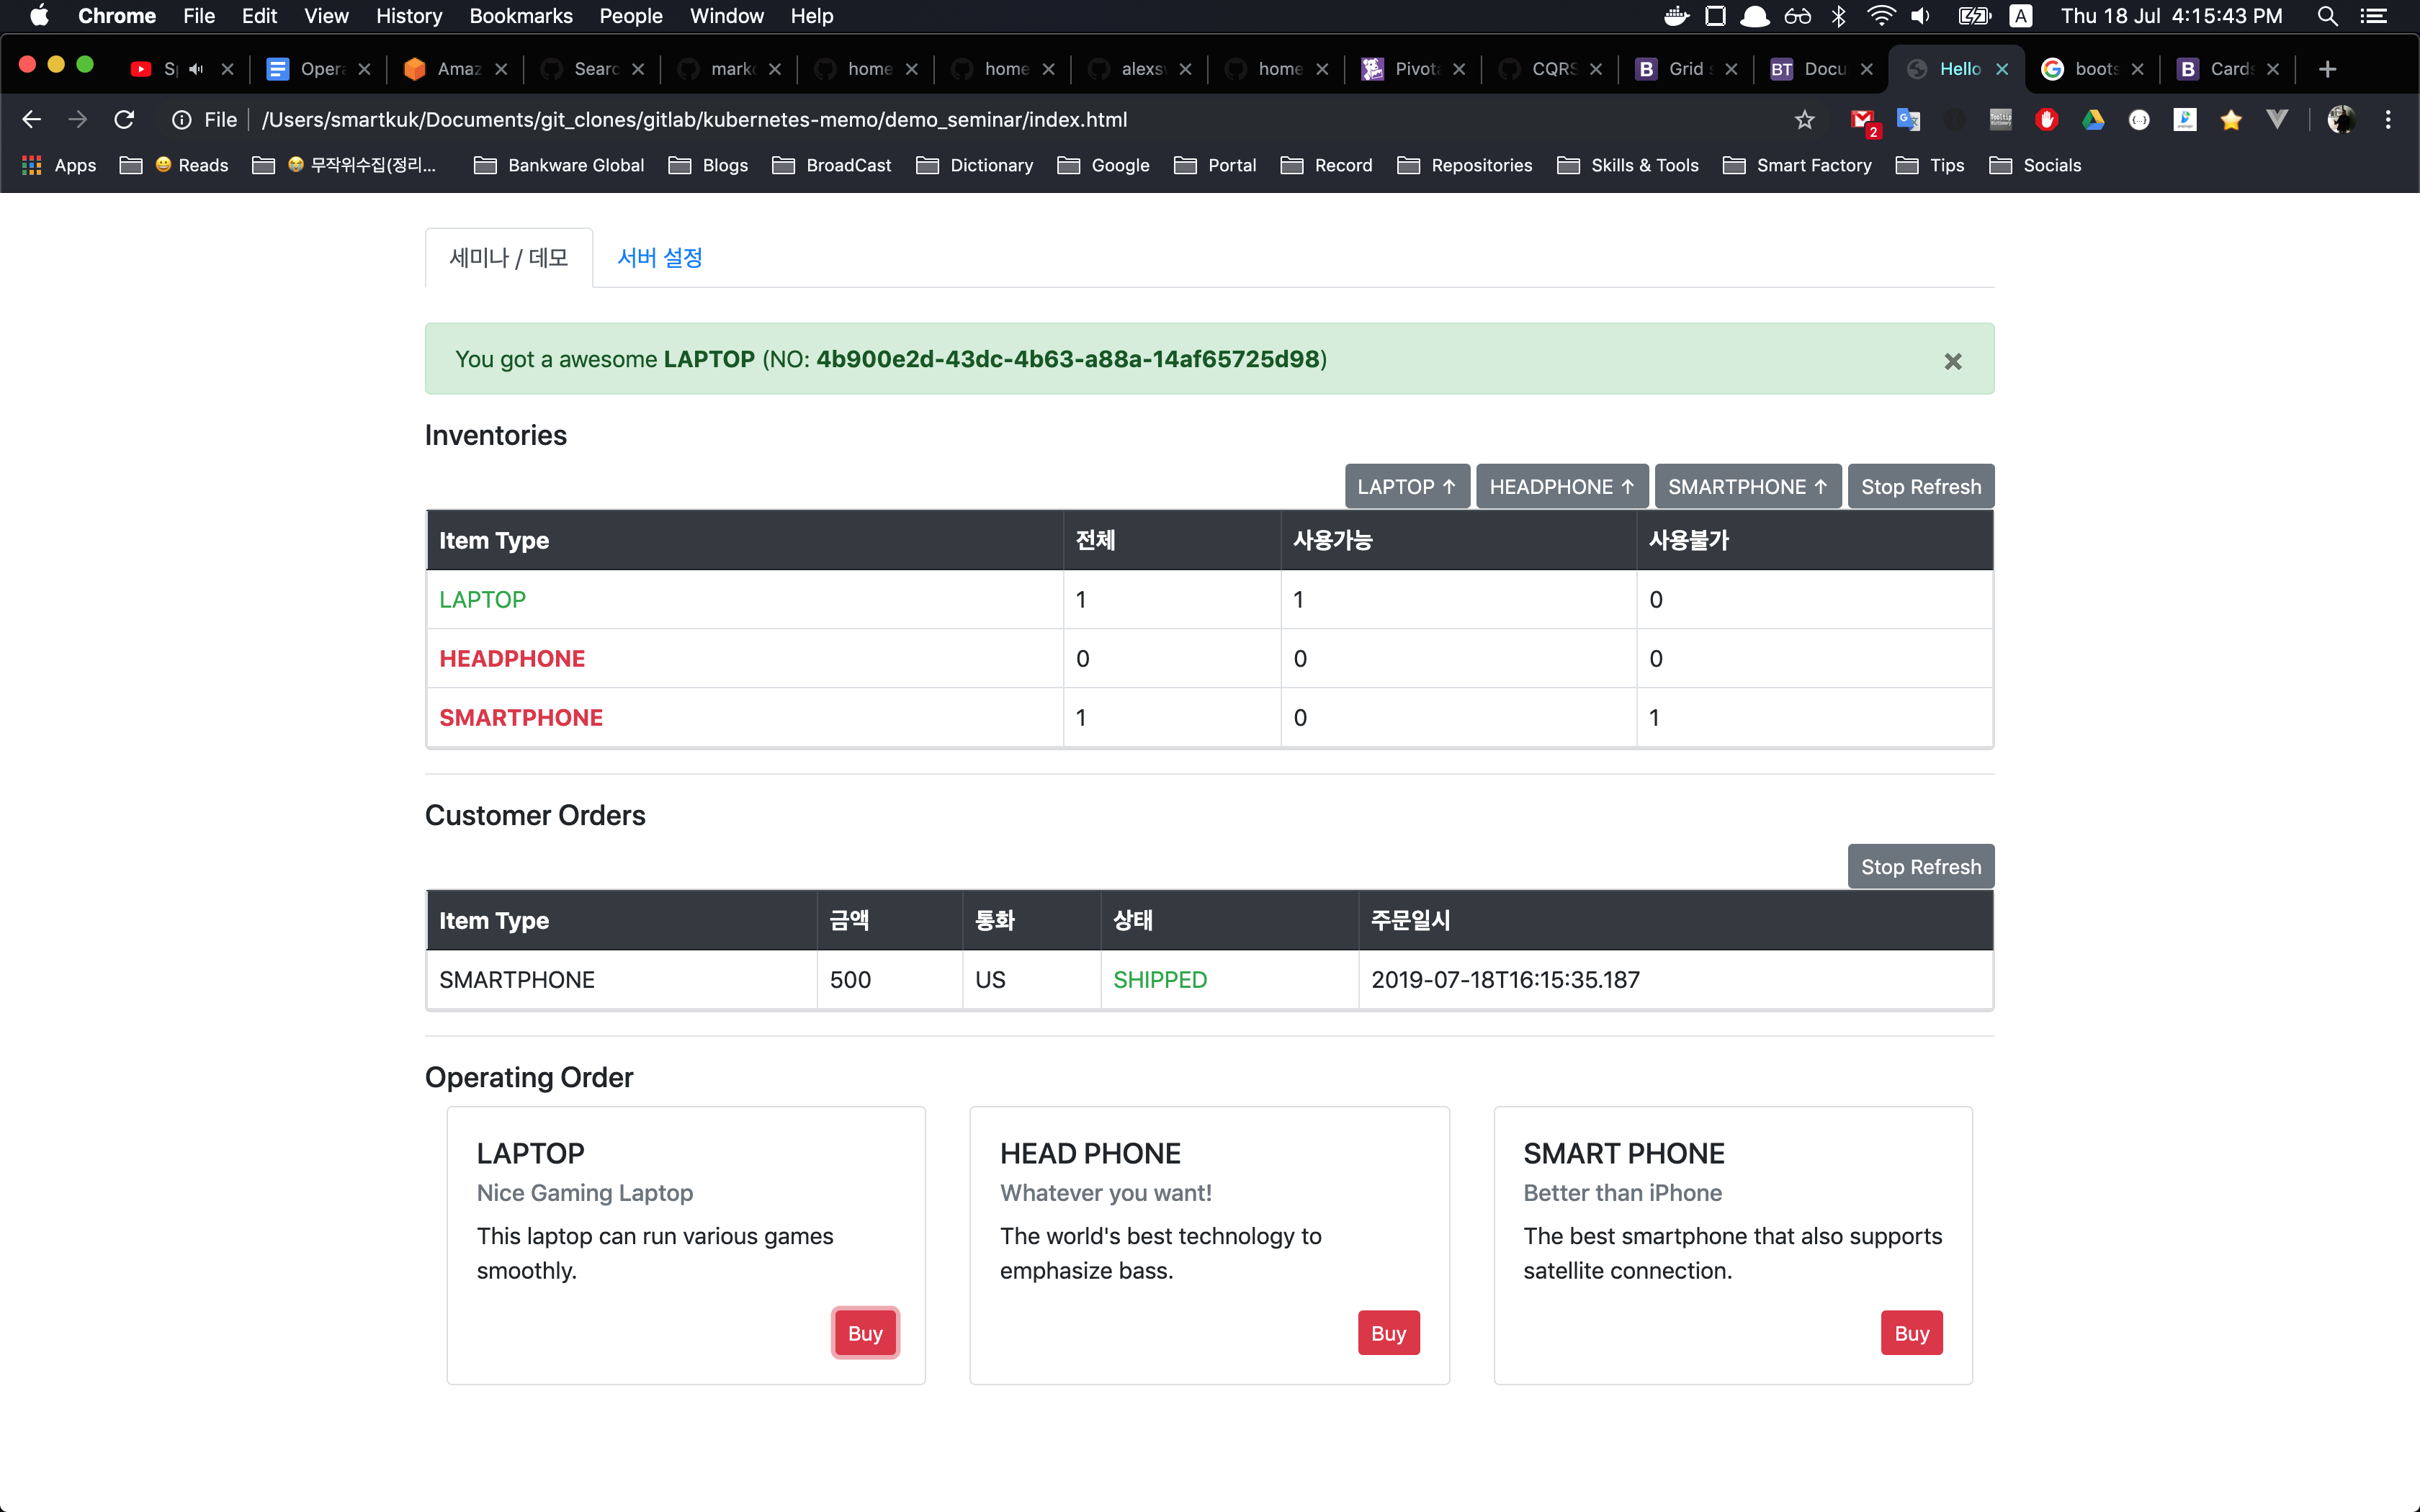 Chrome File Edit View History Bookmarks People Window Help A Thu 18 Jul 4:15:43 PM
Opera Amaz Searc home home home Pivot CQRS Grid s BT Docu Hello boots B Cards
File /Users/smartkuk/Documents/git_clones/gitlab/kubernetes-memo/demo_seminar/index.html 2
Apps Reads 무작위수집(정리... Bankware Global Blogs BroadCast Dictionary Google Portal Record Repositories Skills & Tools Smart Factory Tips Socials
세미나 / 데모 서버 설정
You got a awesome LAPTOP (NO: 4b900e2d-43dc-4b63-a88a-14af65725d98)
Inventories
LAPTOP ↑ HEADPHONE ↑ SMARTPHONE ↑ Stop Refresh
Item Type 전체 사용가능 사용불가
LAPTOP 1 1 0
HEADPHONE 0 0 0
SMARTPHONE 1 0 1
Customer Orders
Stop Refresh
Item Type 금액 통화 상태 주문일시
SMARTPHONE 500 US SHIPPED 2019-07-18T16:15:35.187
Operating Order
LAPTOP
Nice Gaming Laptop
This laptop can run various games
smoothly.
Buy
HEAD PHONE
Whatever you want!
The world's best technology to
emphasize bass.
Buy
SMART PHONE
Better than iPhone
The best smartphone that also supports
satellite connection.
Buy